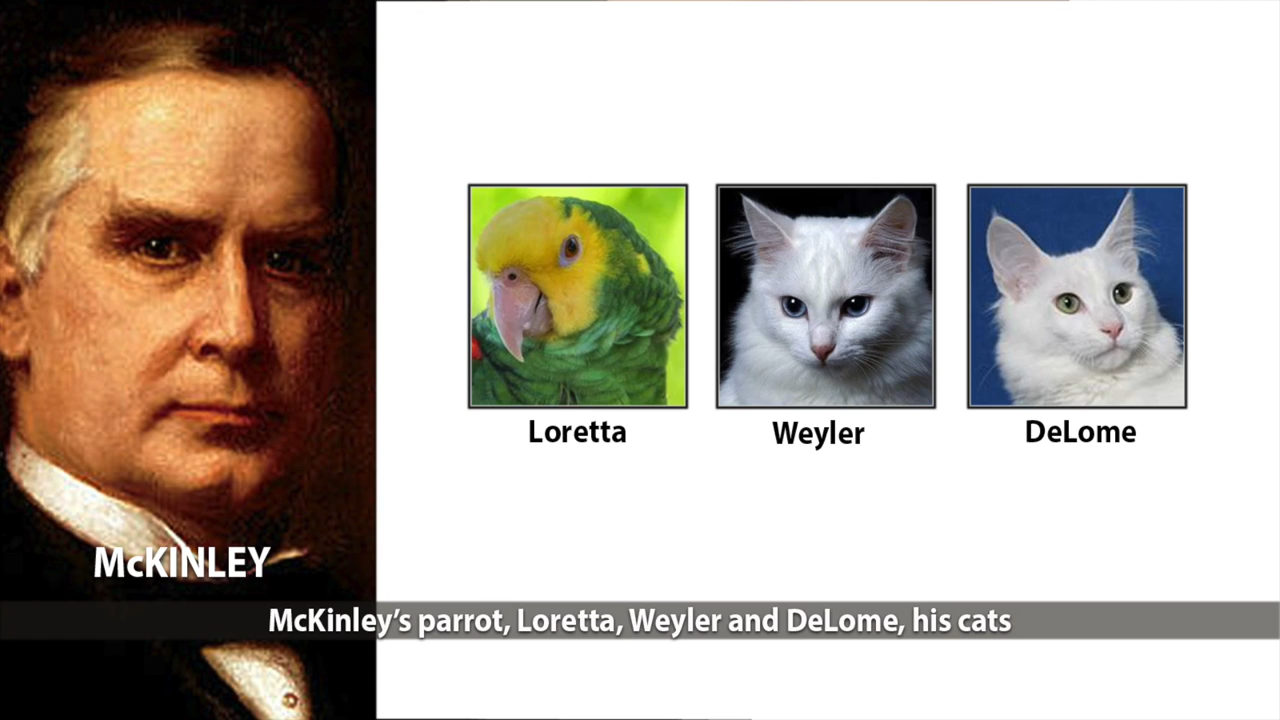 Loretta
Weyler
DeLome
McKINLEY
McKinley's parrot, Loretta, Weyler and DeLome, his cats